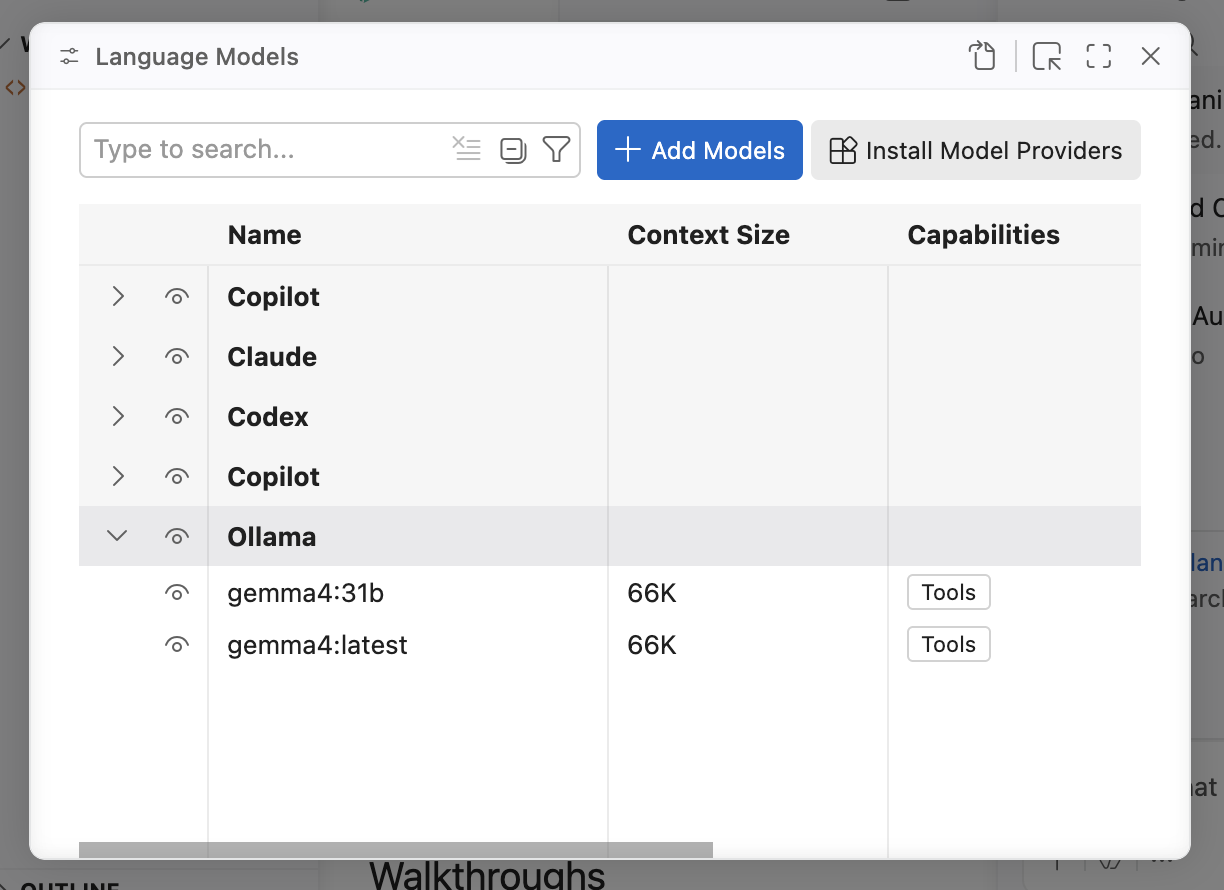 Language Models
Type to search...
Add Models
Install Model Providers
Name Context Size Capabilities
Copilot
Claude
Codex
Copilot
Ollama
gemma4:31b 66K Tools
gemma4:latest 66K Tools
Walkthroughs
OUTLINE